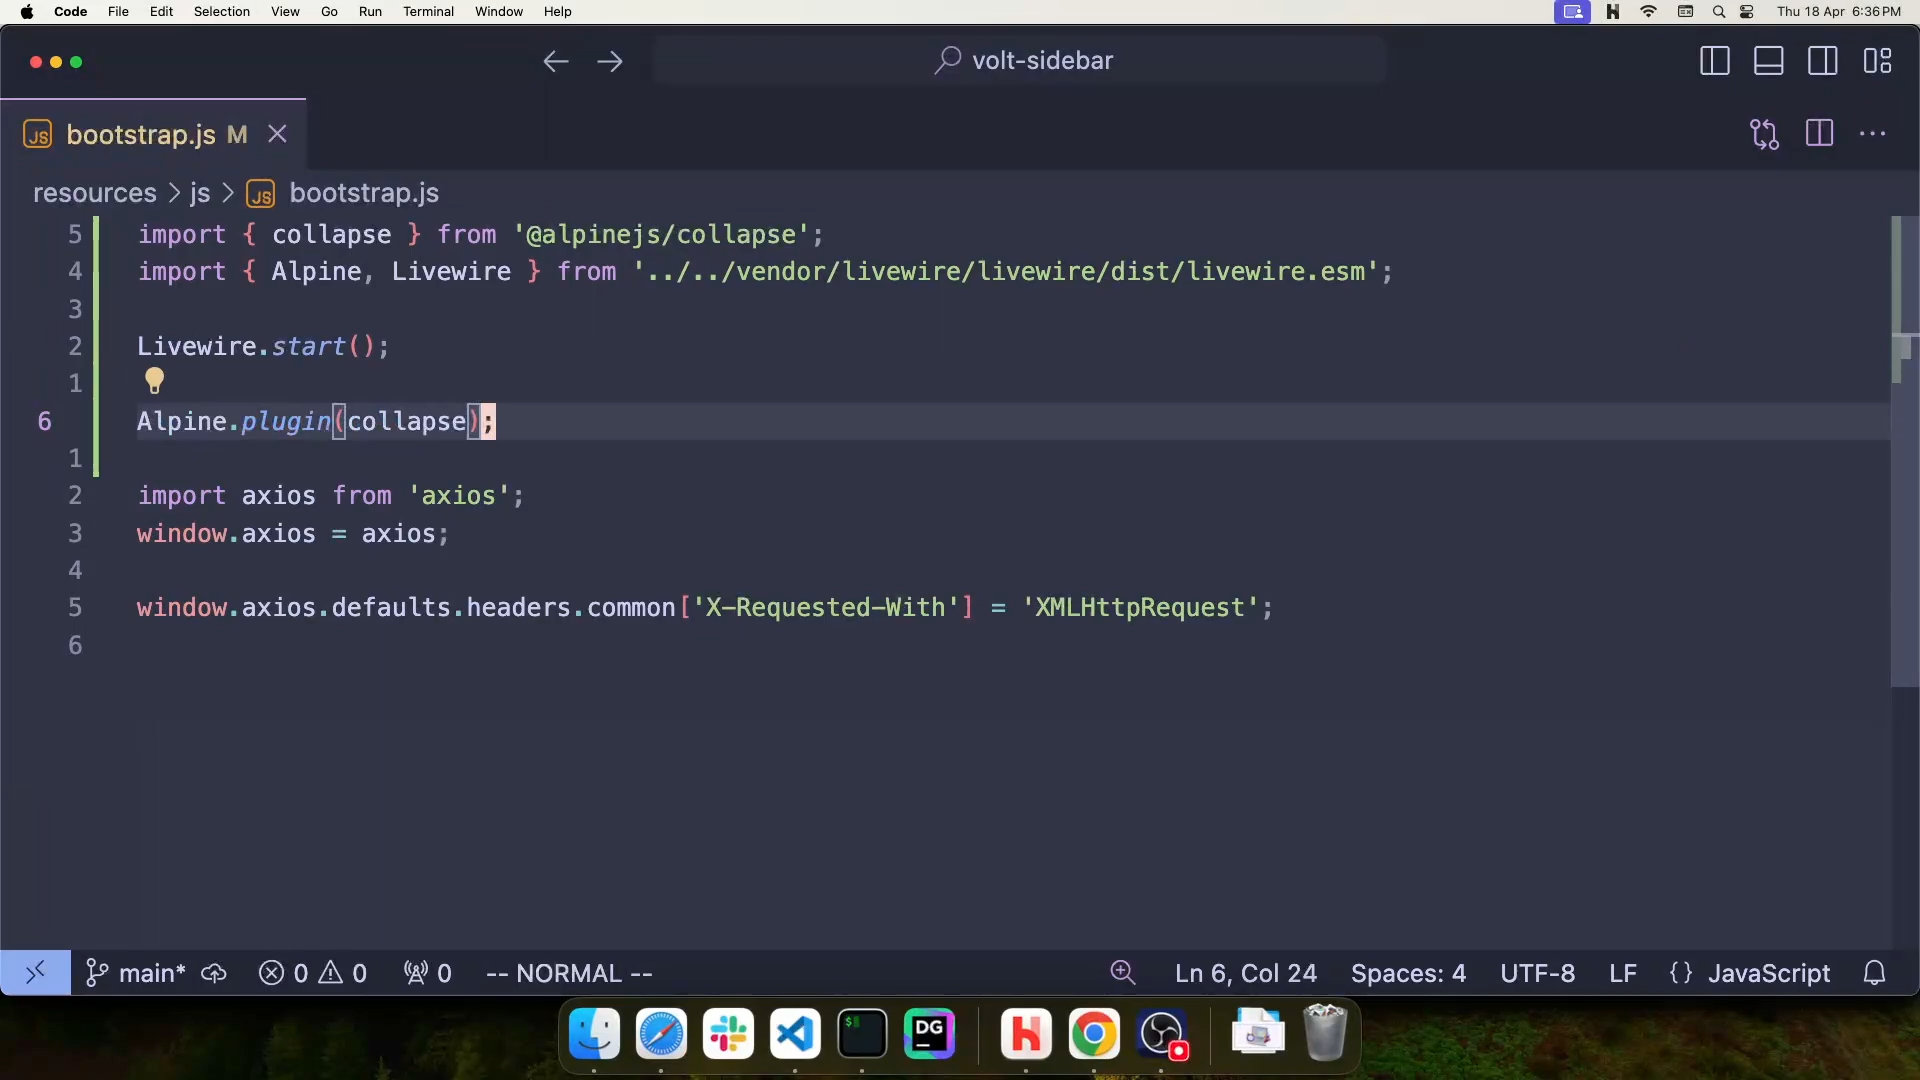 Code File Edit Selection View Go Run Terminal Window Help Thu 18 Apr 6:36 PM
volt-sidebar
JS bootstrap.js M
resources > js > JS bootstrap.js
5 import { collapse } from '@alpinejs/collapse';
4 import { Alpine, Livewire } from '../../vendor/livewire/livewire/dist/livewire.esm';
3
2 Livewire.start();
1
6 Alpine.plugin(collapse);
1
2 import axios from 'axios';
3 window.axios = axios;
4
5 window.axios.defaults.headers.common['X-Requested-With'] = 'XMLHttpRequest';
6
main* 0 0 0 -- NORMAL -- Ln 6, Col 24 Spaces: 4 UTF-8 LF {} JavaScript
$ DG h